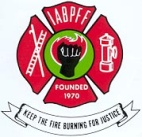 IABPFF
FOUNDED
1970
KEEP THE FIRE BURNING FOR JUSTICE